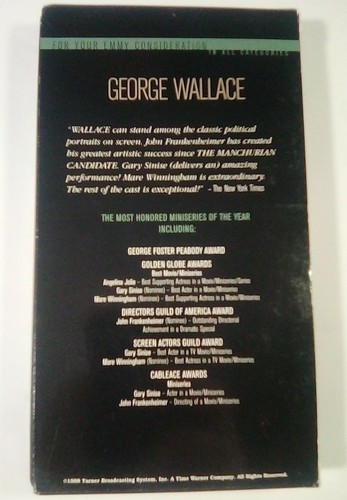 FOR YOUR EMMY CONSIDERATION IN ALL CATEGORIES
GEORGE WALLACE
"WALLACE can stand among the classic political
portraits on screen. John Frankenheimer has created
his greatest artistic success since THE MANCHURIAN
CANDIDATE. Gary Sinise (delivers an) amazing
performance! Mare Winningham is extraordinary.
The rest of the cast is exceptional!" - The New York Times
THE MOST HONORED MINISERIES OF THE YEAR
INCLUDING:
GEORGE FOSTER PEABODY AWARD
GOLDEN GLOBE AWARDS
Best Movie/Miniseries
Angelina Jolie - Best Supporting Actress in a Movie/Miniseries/Series
Gary Sinise (Nominee) - Best Actor in a Movie/Miniseries
Mare Winningham (Nominee) - Best Supporting Actress in a Movie/Miniseries
DIRECTORS GUILD OF AMERICA AWARD
John Frankenheimer (Nominee) - Outstanding Directorial
Achievement in a Dramatic Special
SCREEN ACTORS GUILD AWARD
Gary Sinise - Best Actor in a TV Movie/Miniseries
Mare Winningham (Nominee) - Best Actress in a TV Movie/Miniseries
CABLEACE AWARDS
Miniseries
Gary Sinise - Actor in a Movie/Miniseries
John Frankenheimer - Directing of a Movie/Miniseries
©1998 Turner Broadcasting System, Inc. A Time Warner Company. All Rights Reserved.